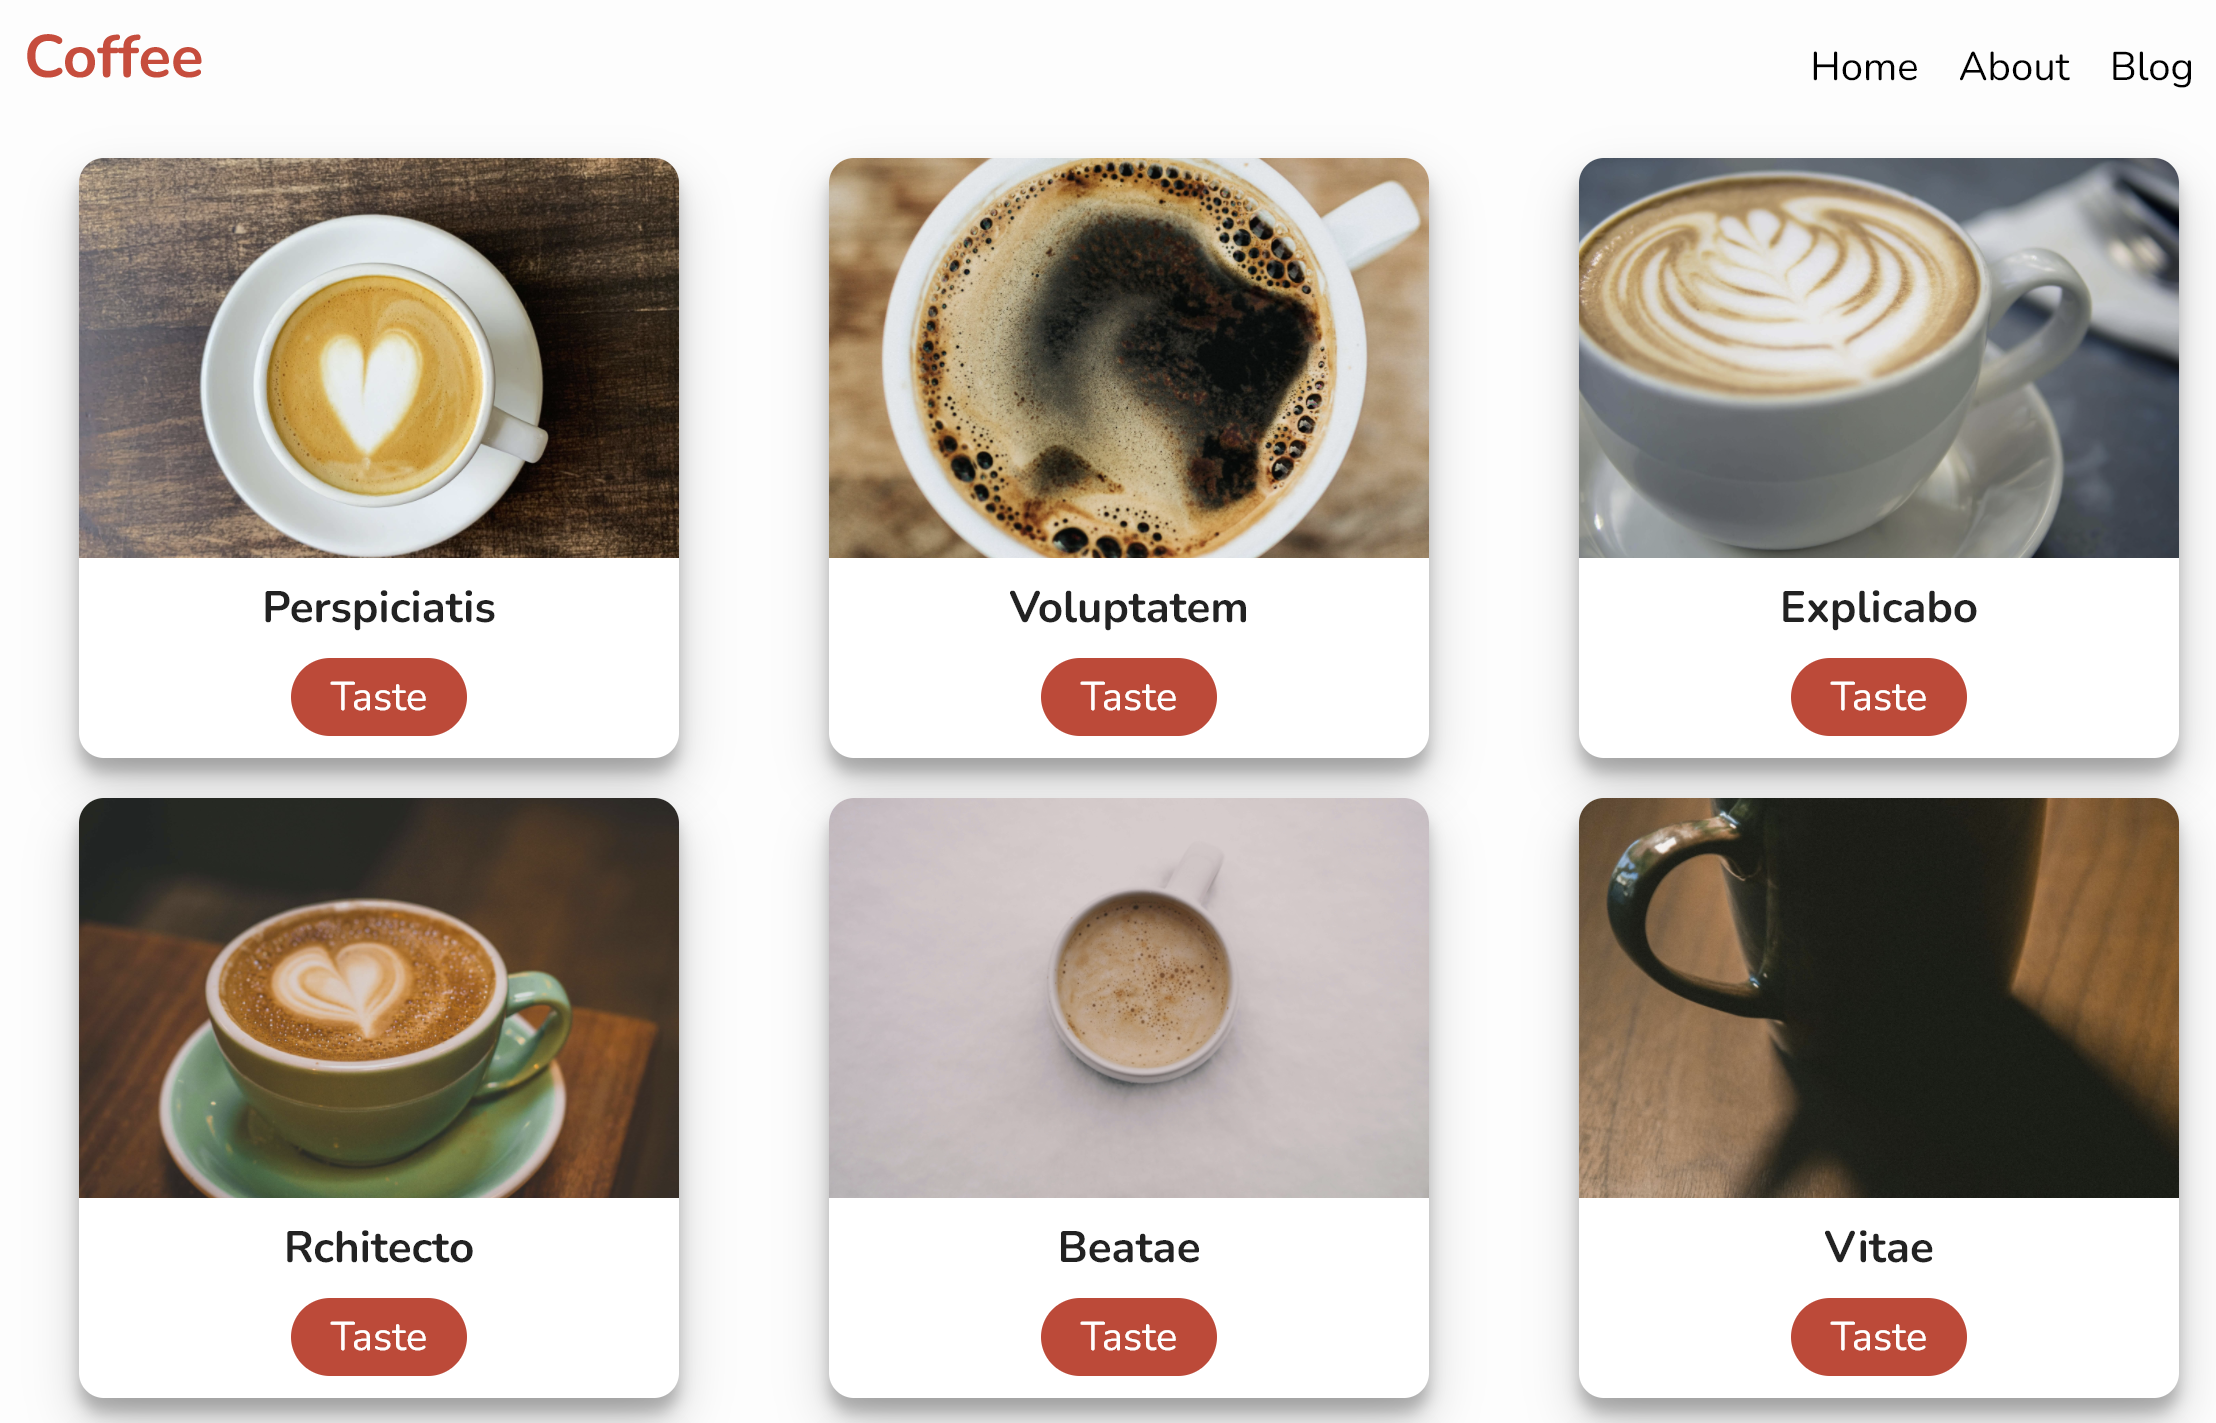 Coffee
Home About Blog
Perspiciatis
Taste
Voluptatem
Taste
Explicabo
Taste
Rchitecto
Taste
Beatae
Taste
Vitae
Taste